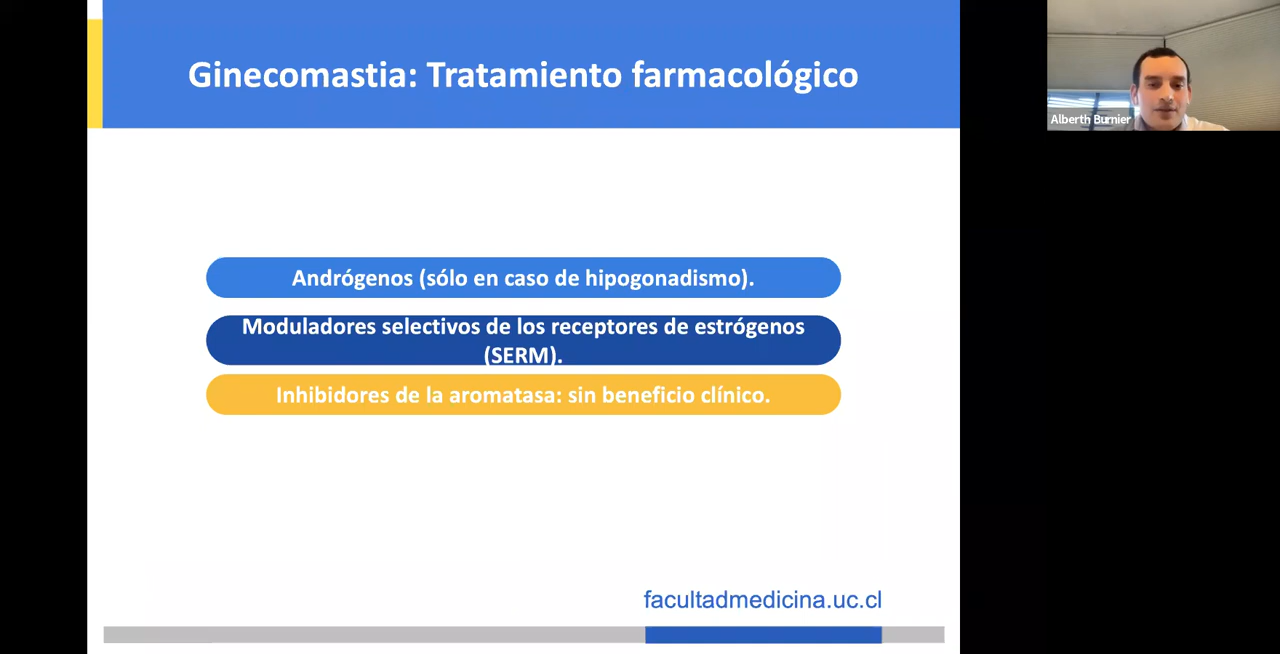 Ginecomastia: Tratamiento farmacológico
Alberth Burnier
Andrógenos (sólo en caso de hipogonadismo).
Moduladores selectivos de los receptores de estrógenos
(SERM).
Inhibidores de la aromatasa: sin beneficio clínico.
facultadmedicina.uc.cl